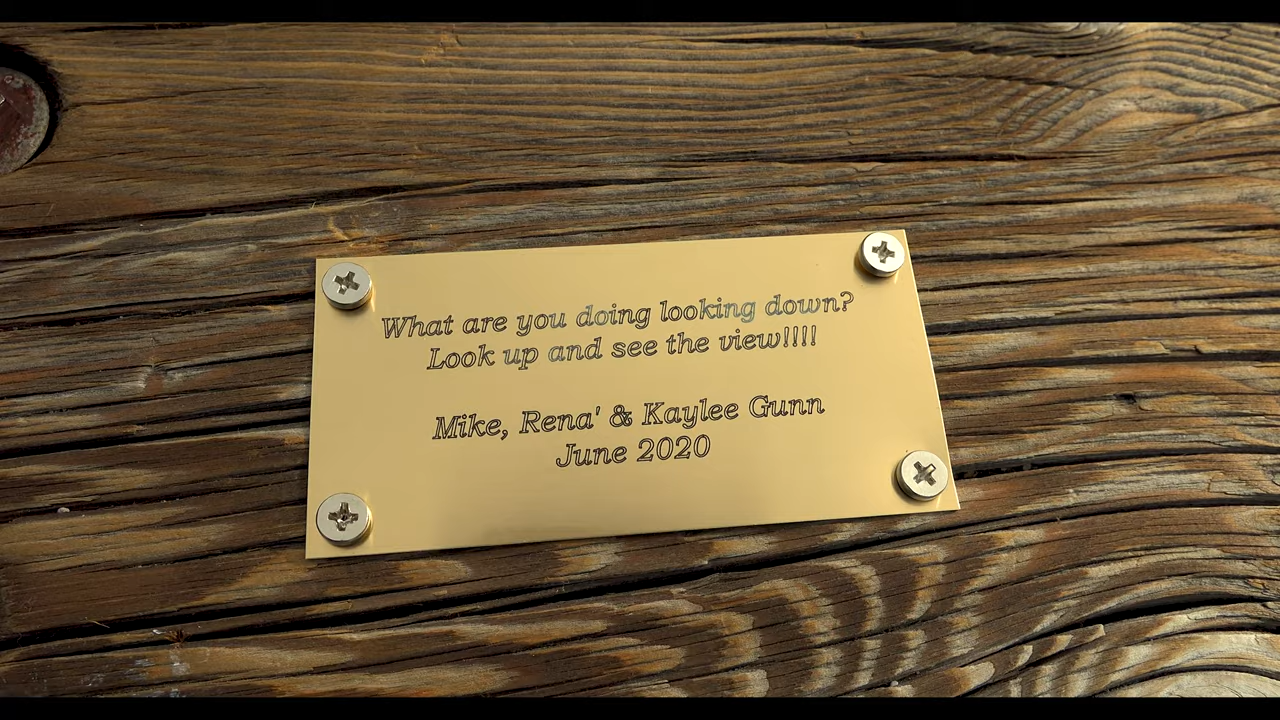 What are you doing looking down?
Look up and see the view!!!!
Mike, Rena' & Kaylee Gunn
June 2020